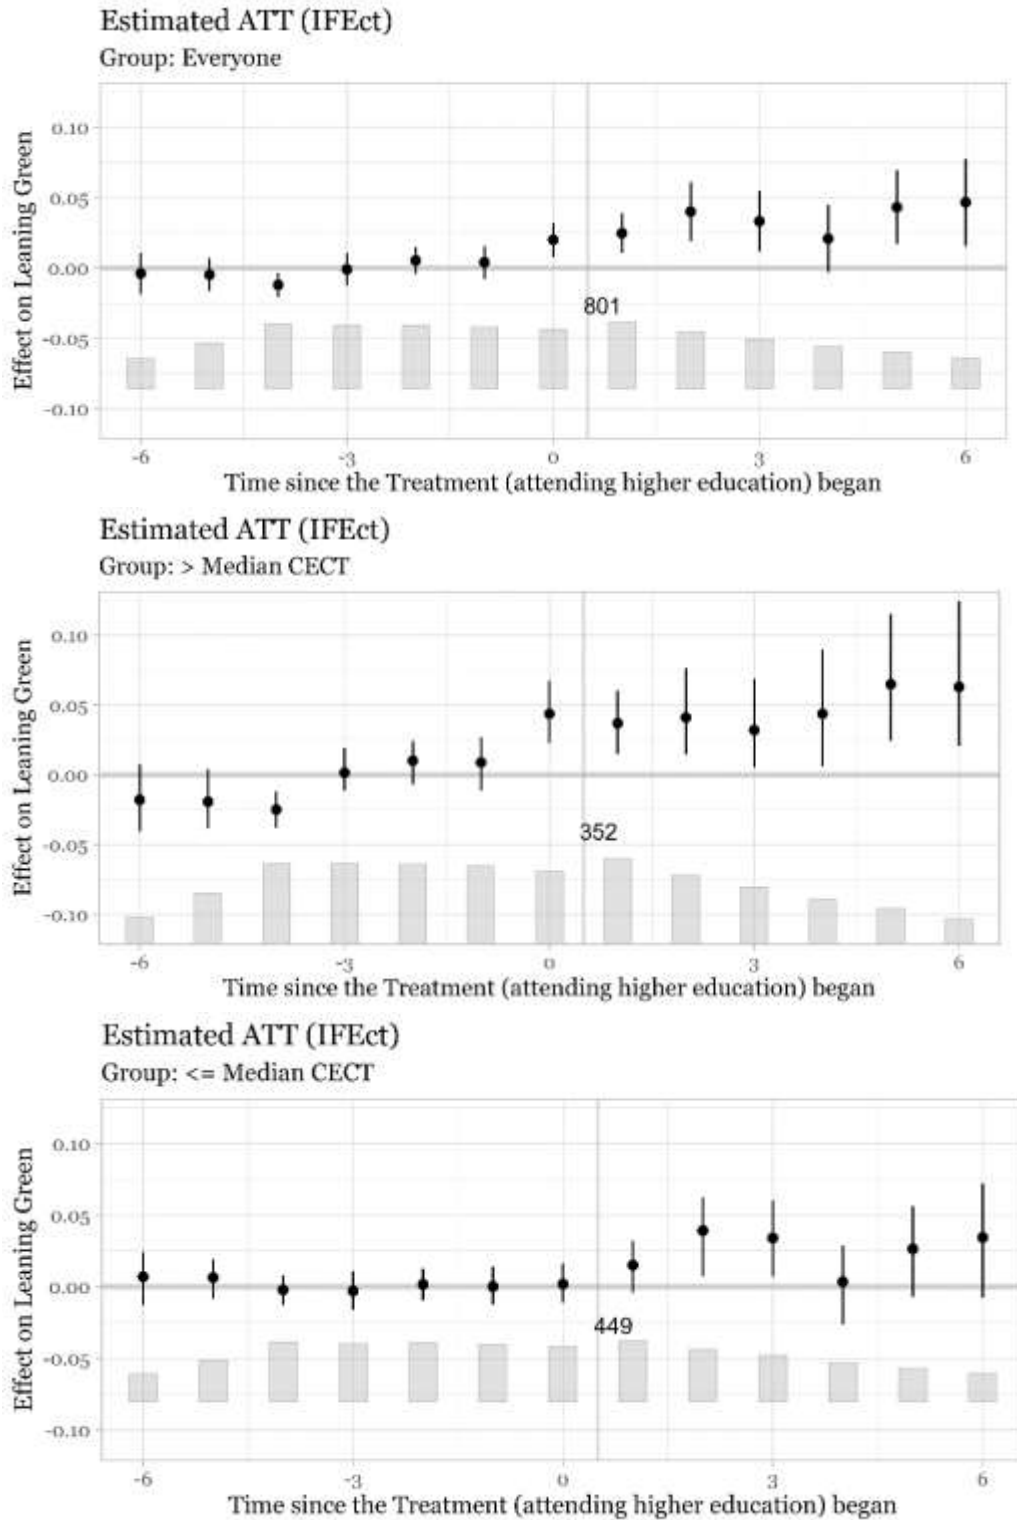 Estimated ATT (IFEct)
Group: Everyone
Effect on Leaning Green
0.10
0.05
0.00
-0.05
-0.10
801
-6 -3 0 3 6
Time since the Treatment (attending higher education) began
Estimated ATT (IFEct)
Group: > Median CECT
Effect on Leaning Green
0.10
0.05
0.00
-0.05
-0.10
352
-6 -3 0 3 6
Time since the Treatment (attending higher education) began
Estimated ATT (IFEct)
Group: <= Median CECT
Effect on Leaning Green
0.10
0.05
0.00
-0.05
-0.10
449
-6 -3 0 3 6
Time since the Treatment (attending higher education) began